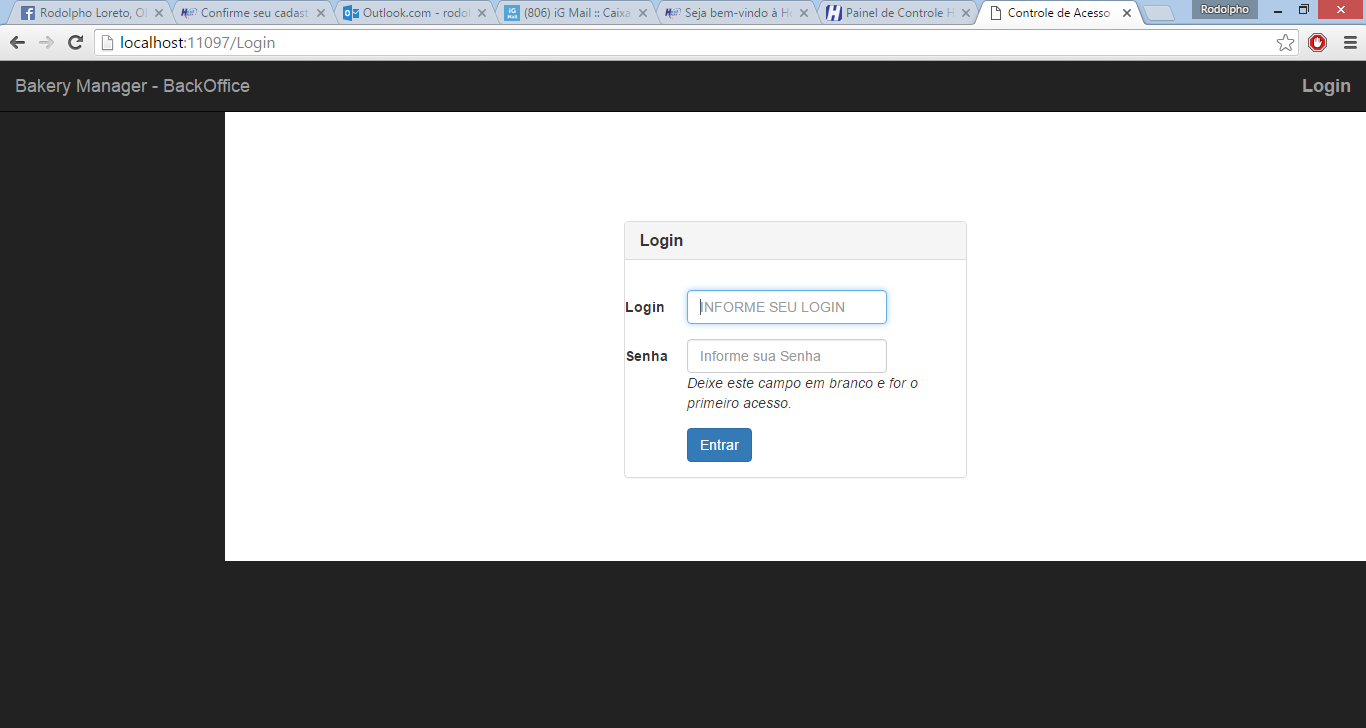 Rodolpho Loreto, Ol
Confirme seu cadast
Outlook.com - rodol
(806) iG Mail :: Caixa
Seja bem-vindo à Ho
Painel de Controle H
Controle de Acesso
Rodolpho
localhost:11097/Login
Bakery Manager - BackOffice
Login
Login
Login
INFORME SEU LOGIN
Senha
Informe sua Senha
Deixe este campo em branco e for o
primeiro acesso.
Entrar